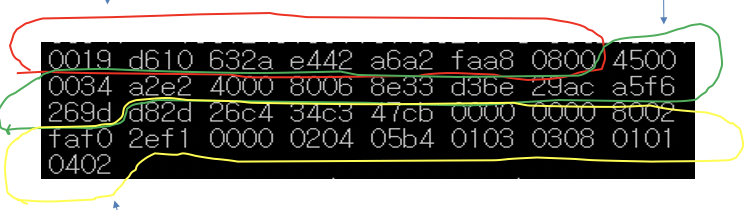 0019 d610 632a e442 a6a2 faa8 0800 4500
0034 a2e2 4000 8006 8e33 d36e 29ac a5f6
269d d82d 26c4 34c3 47cb 0000 0000 8002
faf0 2ef1 0000 0204 05b4 0103 0308 0101
0402